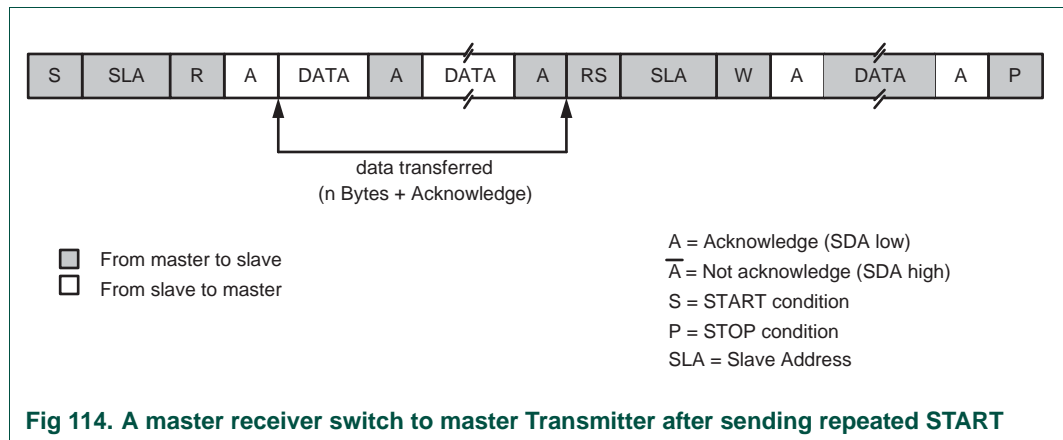 S SLA R A DATA A DATA A RS SLA W A DATA A P
data transferred
(n Bytes + Acknowledge)
From master to slave
From slave to master
A = Acknowledge (SDA low)
A̅ = Not acknowledge (SDA high)
S = START condition
P = STOP condition
SLA = Slave Address
Fig 114. A master receiver switch to master Transmitter after sending repeated START